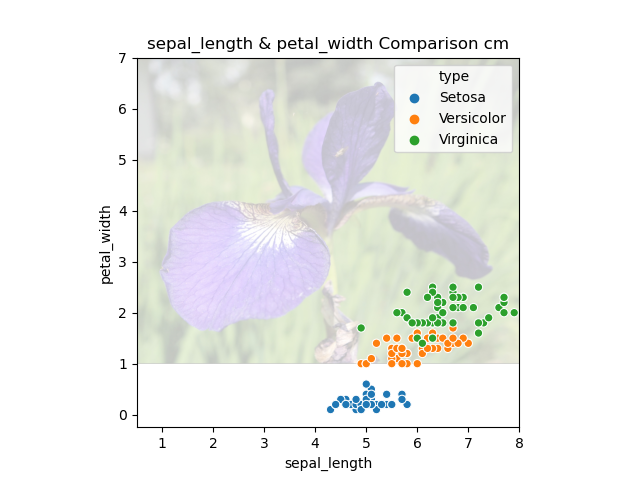 sepal_length & petal_width Comparison cm
type
Setosa
Versicolor
Virginica
petal_width
7
6
5
4
3
2
1
0
1 2 3 4 5 6 7 8
sepal_length